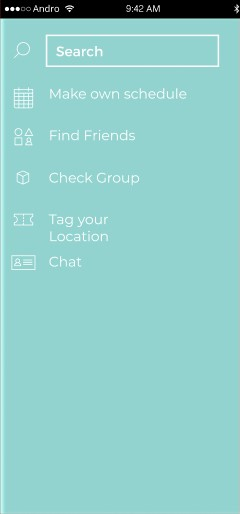 Andro 9:42 AM
Search
Make own schedule
Find Friends
Check Group
Tag your
Location
Chat